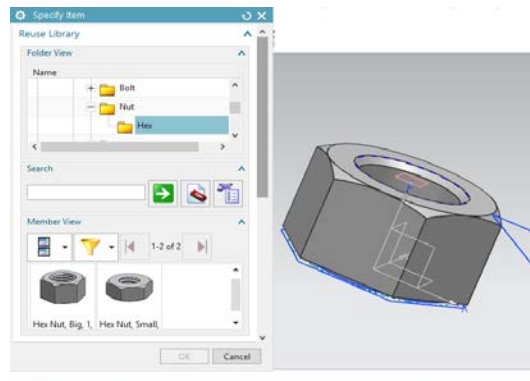 Specify Item
Reuse Library
Folder View
Name
Bolt
Nut
Hex
Search
Member View
1-2 of 2
Hex Nut, Big, 1, Hex Nut, Small,
OK Cancel